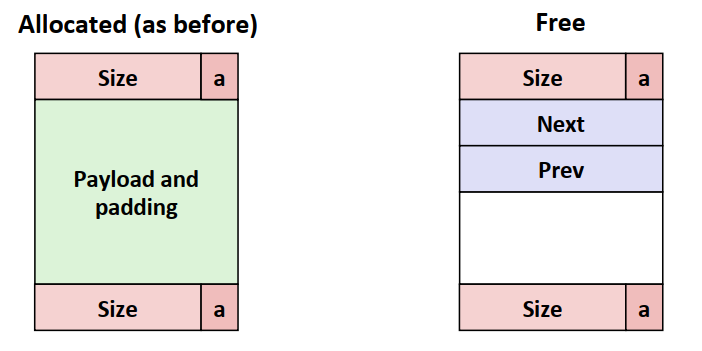 Allocated (as before)
Free
Size a
Size a
Next
Prev
Payload and
padding
Size a
Size a